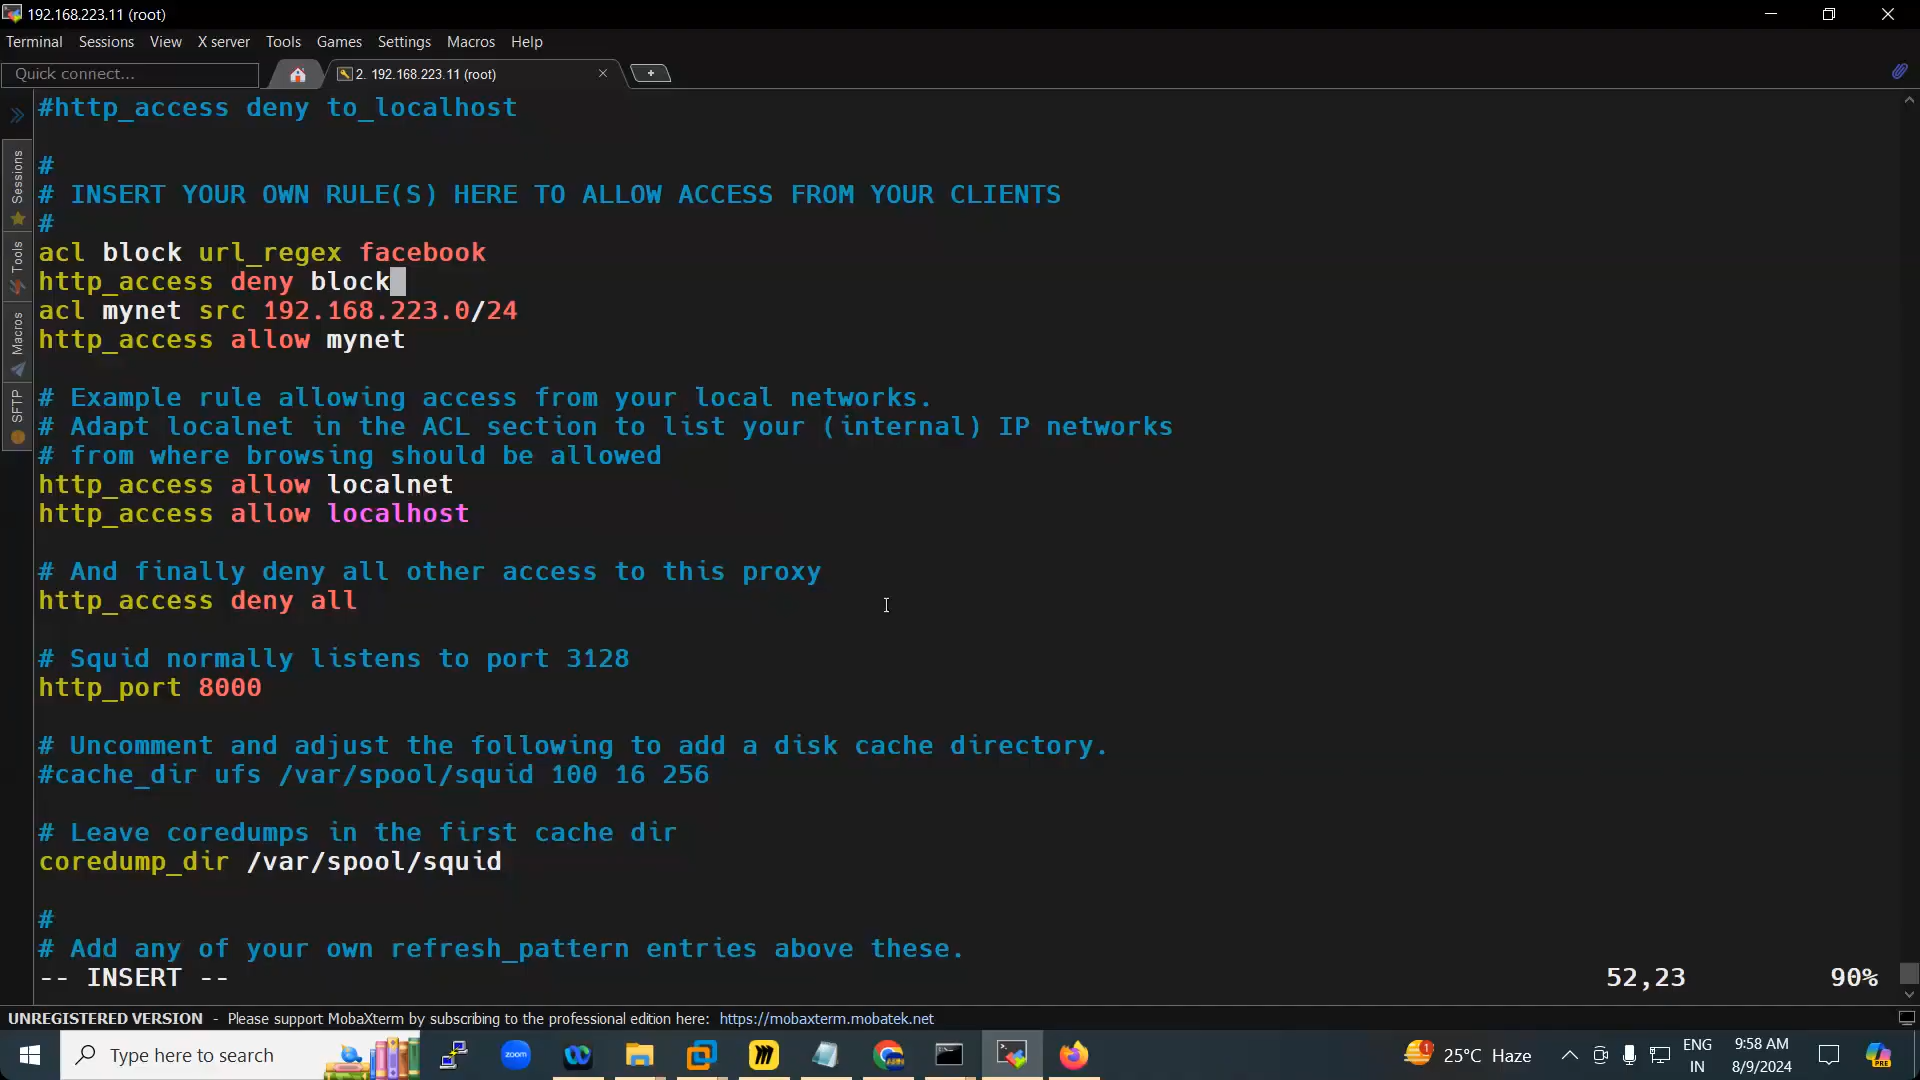 192.168.223.11 (root)
Terminal Sessions View X server Tools Games Settings Macros Help
Quick connect...
2. 192.168.223.11 (root)
#http_access deny to_localhost
#
# INSERT YOUR OWN RULE(S) HERE TO ALLOW ACCESS FROM YOUR CLIENTS
#
acl block url_regex facebook
http_access deny block
acl mynet src 192.168.223.0/24
http_access allow mynet
# Example rule allowing access from your local networks.
# Adapt localnet in the ACL section to list your (internal) IP networks
# from where browsing should be allowed
http_access allow localnet
http_access allow localhost
# And finally deny all other access to this proxy
http_access deny all
# Squid normally listens to port 3128
http_port 8000
# Uncomment and adjust the following to add a disk cache directory.
#cache_dir ufs /var/spool/squid 100 16 256
# Leave coredumps in the first cache dir
coredump_dir /var/spool/squid
#
# Add any of your own refresh_pattern entries above these.
-- INSERT -- 52,23 90%
Sessions
Tools
Macros
SFTP
UNREGISTERED VERSION - Please support MobaXterm by subscribing to the professional edition here: https://mobaxterm.mobatek.net
Type here to search
zoom
1
25°C Haze
ENG
IN
9:58 AM
8/9/2024
PRE